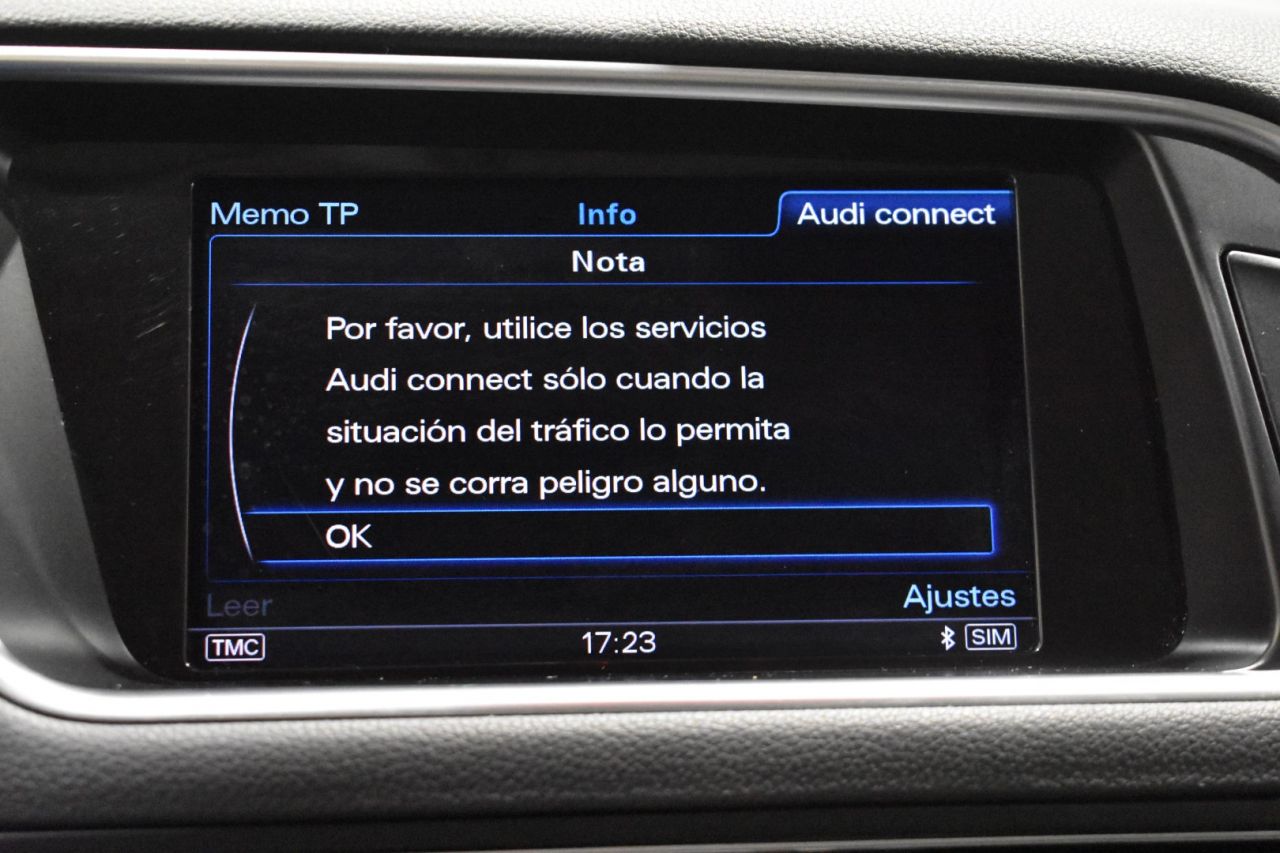 Memo TP
Info
Audi connect
Nota
Por favor, utilice los servicios
Audi connect sólo cuando la
situación del tráfico lo permita
y no se corra peligro alguno.
OK
Leer
Ajustes
TMC
17:23
SIM